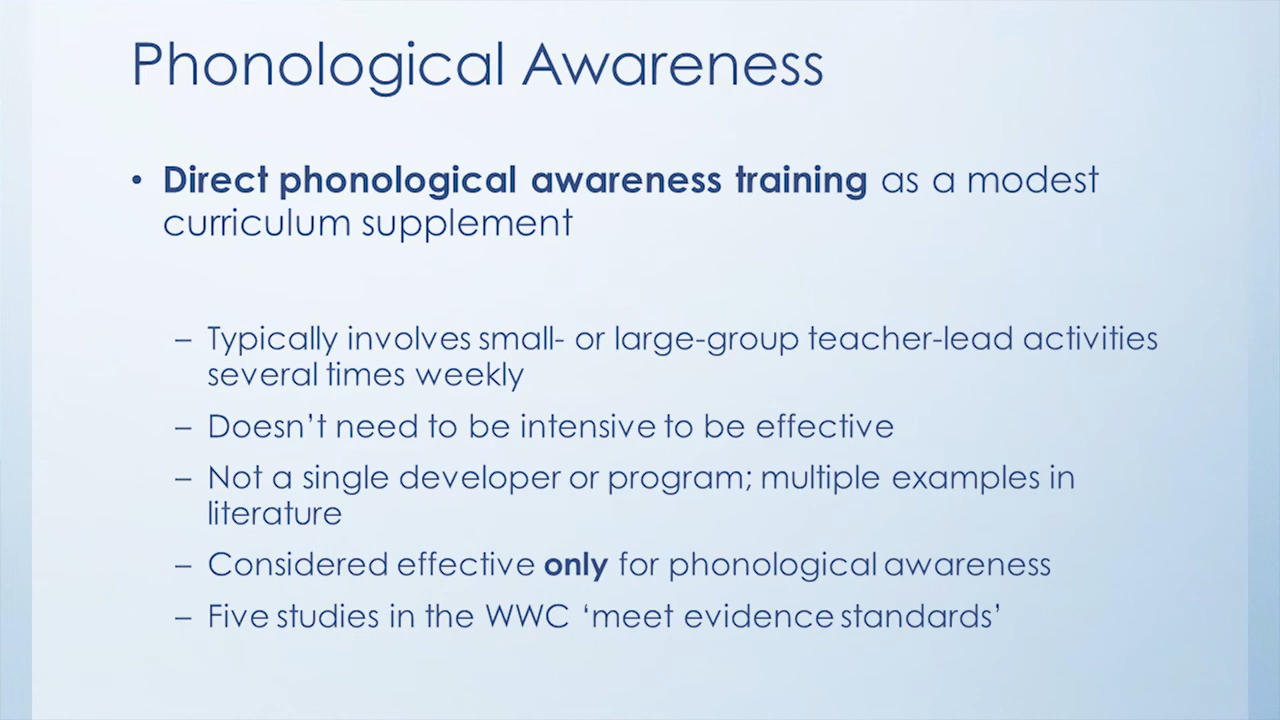 Phonological Awareness
• Direct phonological awareness training as a modest
curriculum supplement
– Typically involves small- or large-group teacher-lead activities
several times weekly
– Doesn’t need to be intensive to be effective
– Not a single developer or program; multiple examples in
literature
– Considered effective only for phonological awareness
– Five studies in the WWC ‘meet evidence standards’